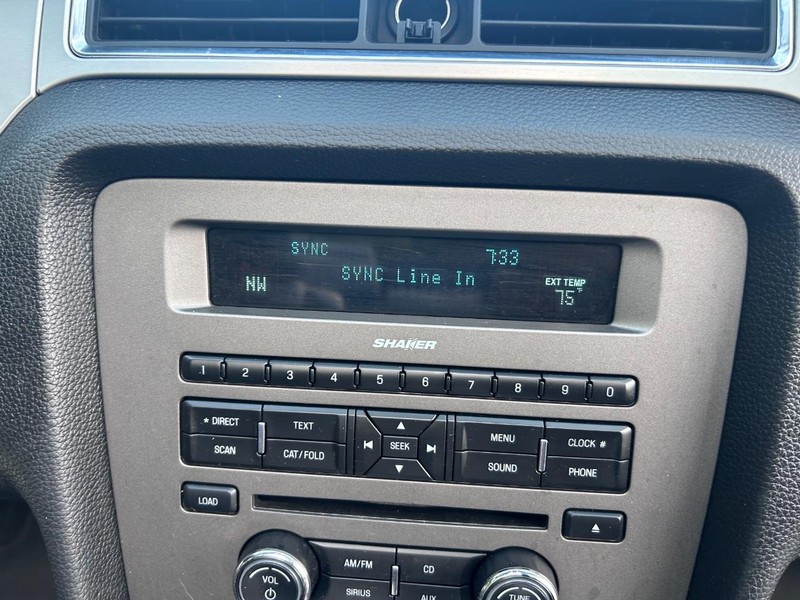 SYNC 7:33
SYNC Line In
NW EXT TEMP
75°F
SHAKER
1 2 3 4 5 6 7 8 9 0
* DIRECT TEXT MENU CLOCK #
SEEK
SCAN CAT/FOLD SOUND PHONE
LOAD
AM/FM CD
VOL SIRIUS AUX TUNE